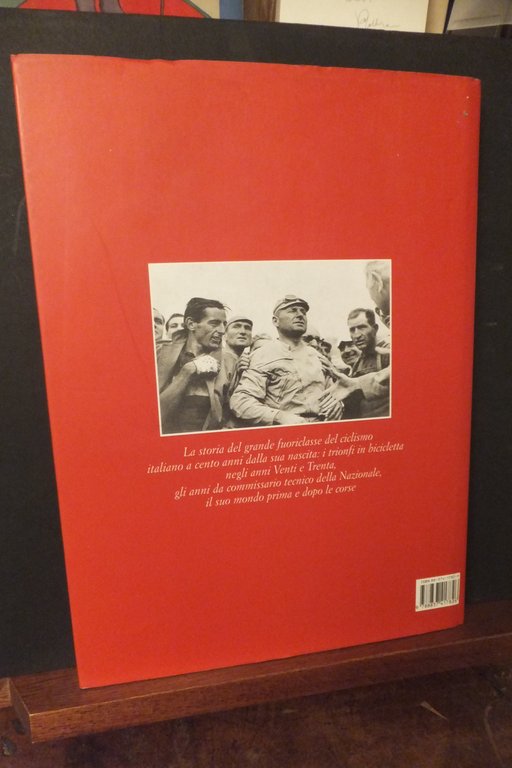 La storia del grande fuoriclasse del ciclismo
italiano a cento anni dalla sua nascita: i trionfi in bicicletta
negli anni Venti e Trenta,
gli anni da commissario tecnico della Nazionale,
il suo mondo prima e dopo le corse
ISBN